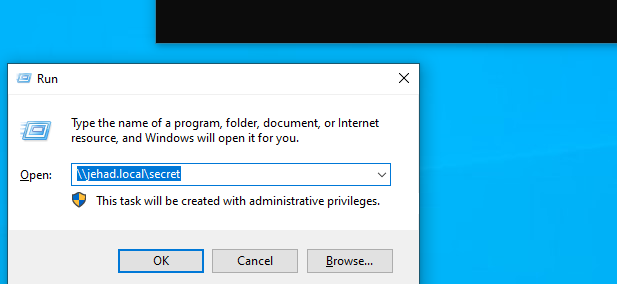 Run
Type the name of a program, folder, document, or Internet
resource, and Windows will open it for you.
Open: \\jehad.local\secret
This task will be created with administrative privileges.
OK Cancel Browse...